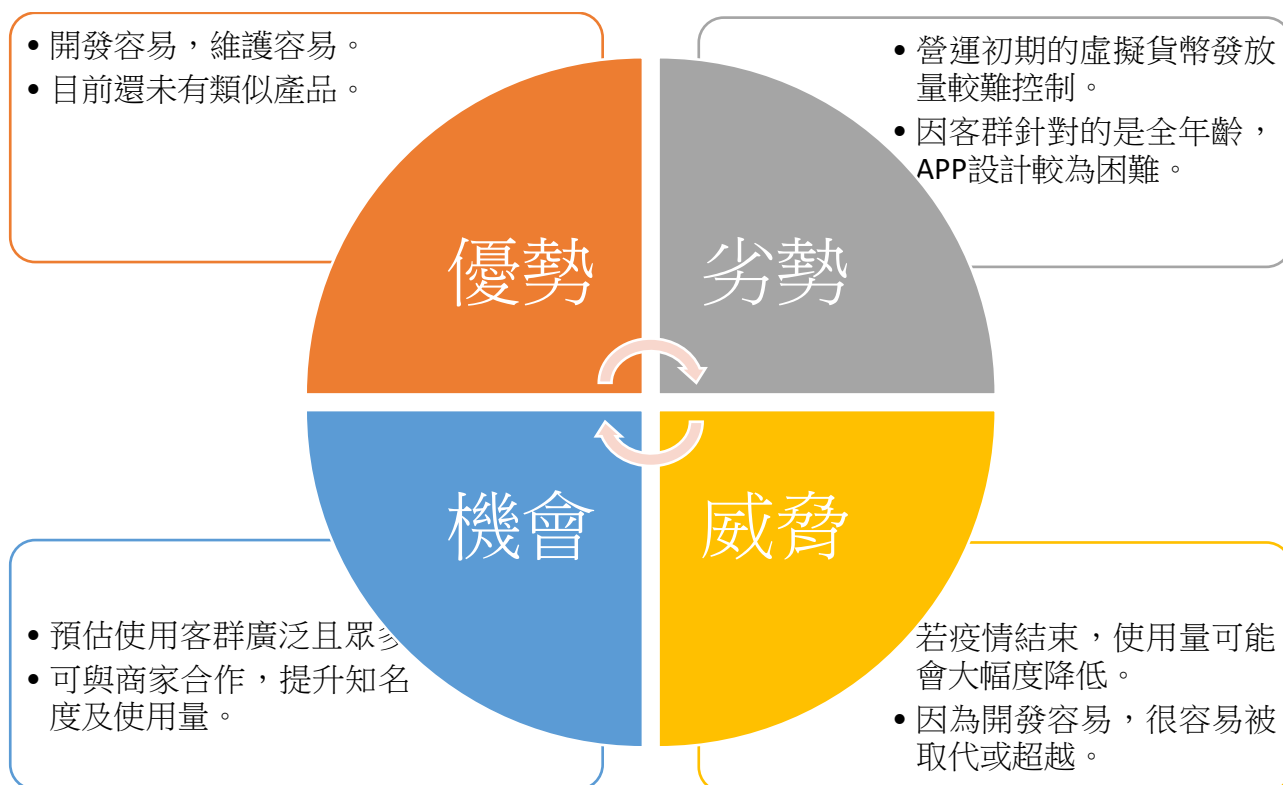 • 開發容易，維護容易。
• 目前還未有類似產品。
• 營運初期的虛擬貨幣發放
量較難控制。
• 因客群針對的是全年齡，
APP設計較為困難。
優勢
劣勢
機會
威脅
• 預估使用客群廣泛且眾多
• 可與商家合作，提升知名
度及使用量。
若疫情結束，使用量可能
會大幅度降低。
• 因為開發容易，很容易被
取代或超越。